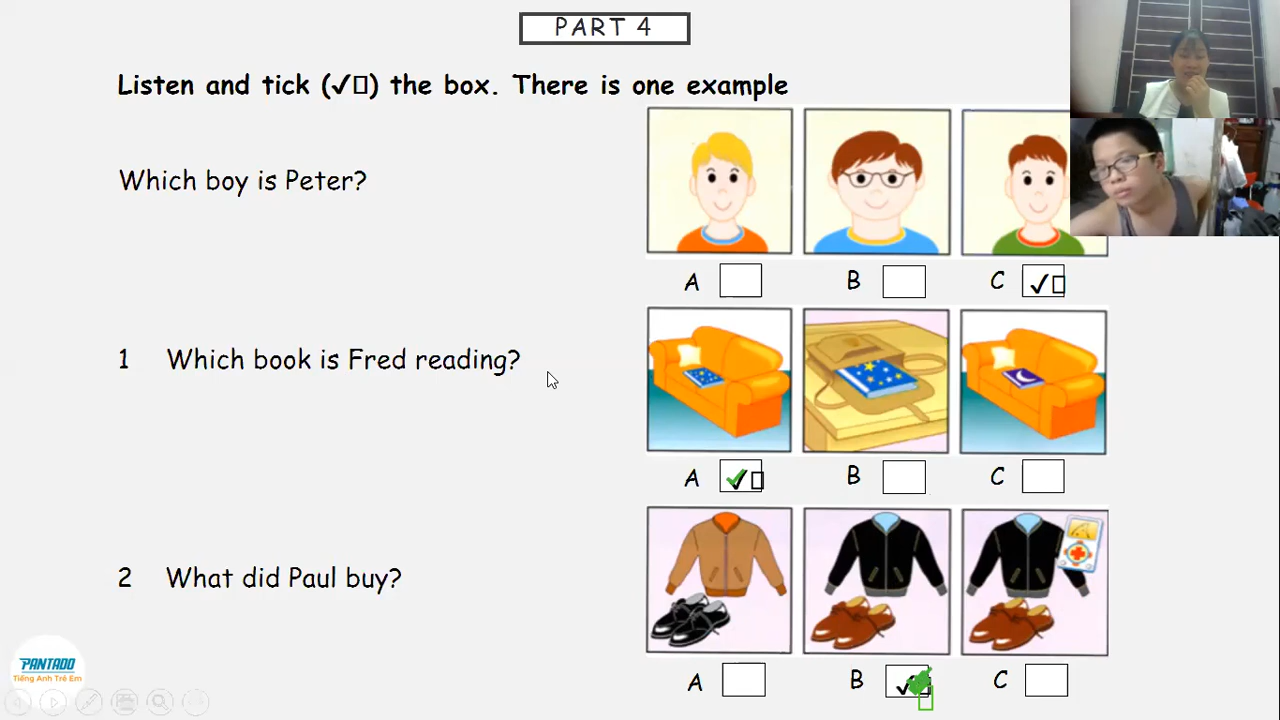 PART 4
Listen and tick (✓▯) the box. There is one example
Which boy is Peter?
A B C ✓▯
1 Which book is Fred reading?
A ✓▯ B C
2 What did Paul buy?
A B ✓▯ C
PANTADO
Tiếng Anh Trẻ Em